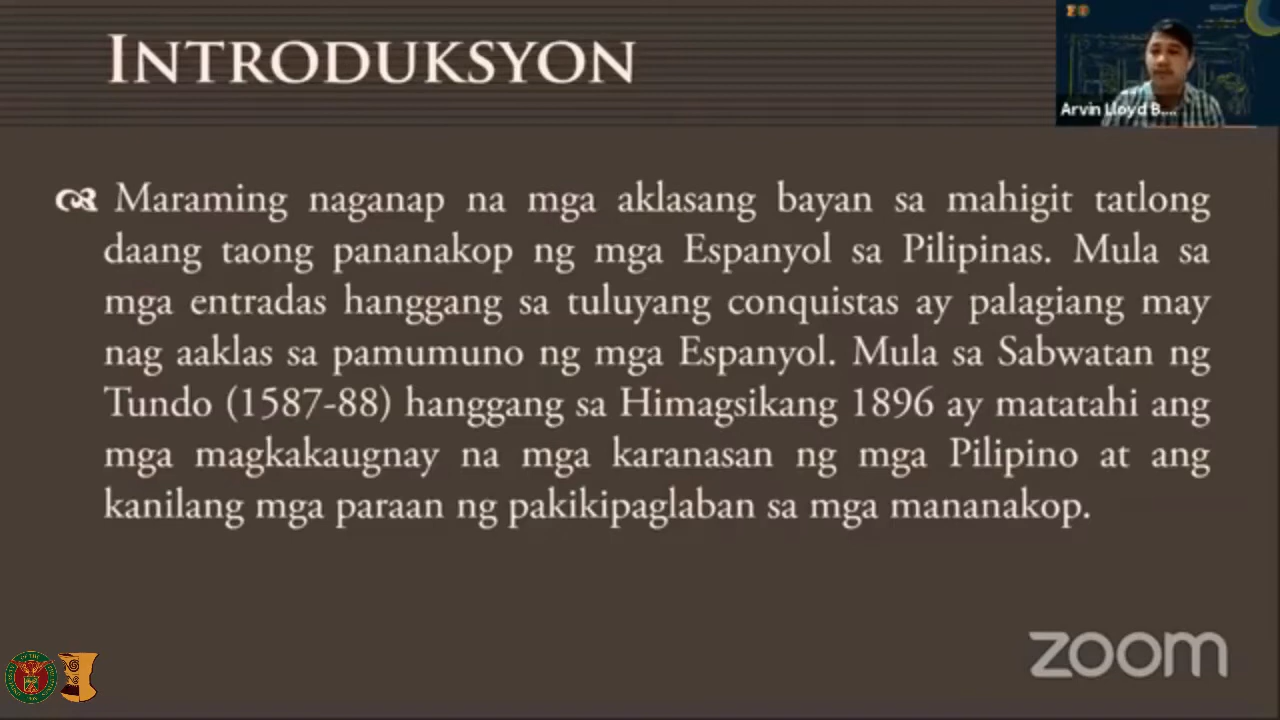 INTRODUKSYON
Arvin Lloyd B....
Maraming naganap na mga aklasang bayan sa mahigit tatlong
daang taong pananakop ng mga Espanyol sa Pilipinas. Mula sa
mga entradas hanggang sa tuluyang conquistas ay palagiang may
nag aaklas sa pamumuno ng mga Espanyol. Mula sa Sabwatan ng
Tundo (1587-88) hanggang sa Himagsikang 1896 ay matatahi ang
mga magkakaugnay na mga karanasan ng mga Pilipino at ang
kanilang mga paraan ng pakikipaglaban sa mga mananakop.
zoom